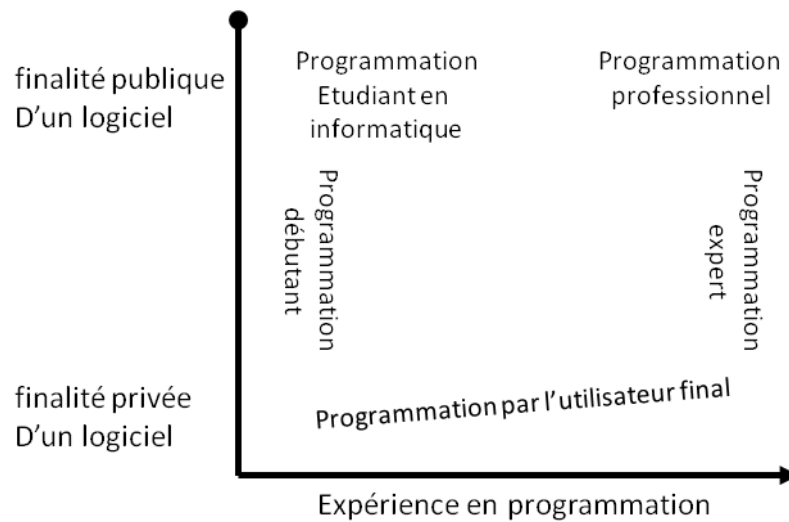 finalité publique
D'un logiciel
Programmation
Etudiant en
informatique
Programmation
professionnel
Programmation
débutant
Programmation
expert
finalité privée
D'un logiciel
Programmation par l'utilisateur final
Expérience en programmation